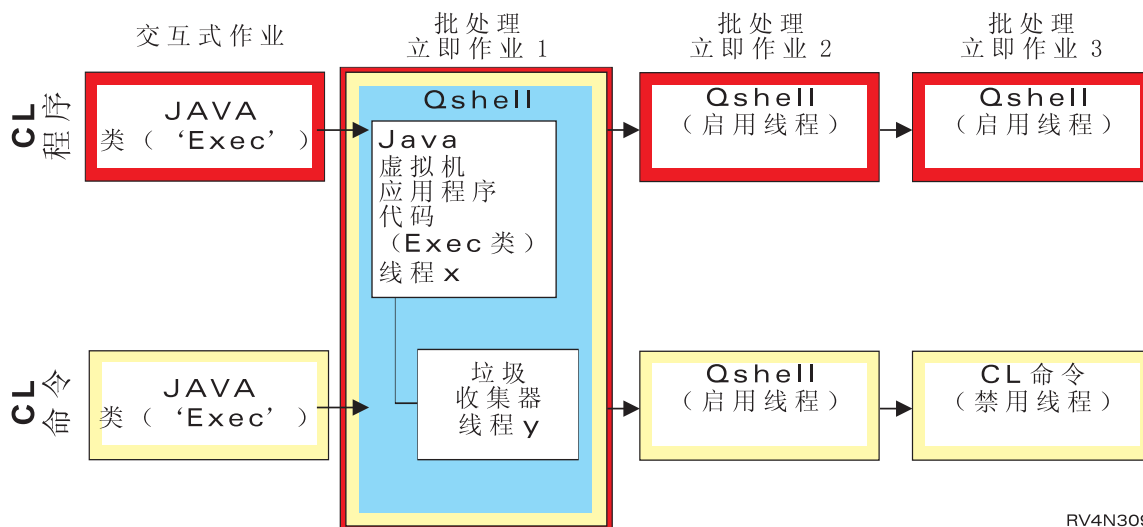 交互式作业
批处理
立即作业 1
批处理
立即作业 2
批处理
立即作业 3
CL
程序
JAVA
类 ( ‘Exec’ )
Qshell
Java
虚拟机
应用程序
代码
(Exec 类)
线程 x
Qshell
(启用线程)
Qshell
(启用线程)
CL
命令
JAVA
类 ( ‘Exec’ )
垃圾
收集器
线程 y
Qshell
(启用线程)
CL 命令
(禁用线程)
RV4N309